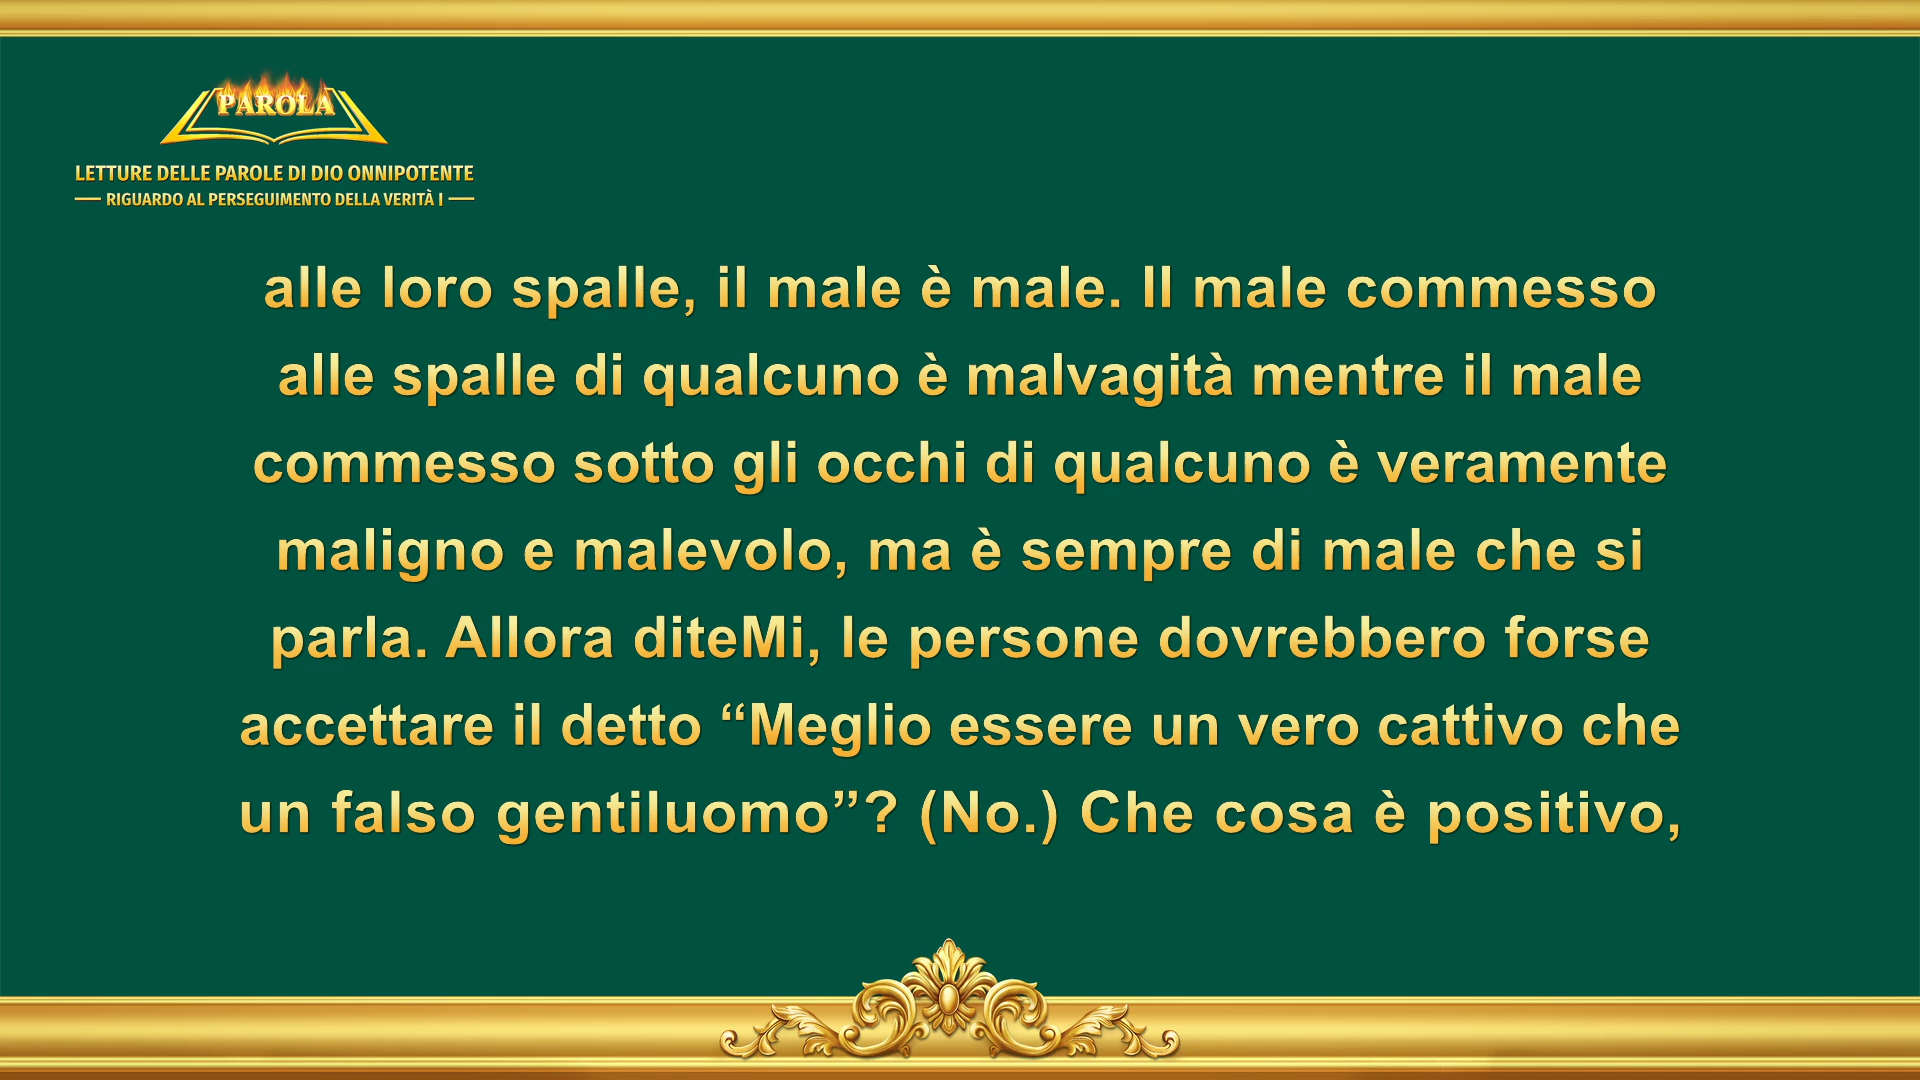 PAROLA
LETTURE DELLE PAROLE DI DIO ONNIPOTENTE
RIGUARDO AL PERSEGUIMENTO DELLA VERITÀ I
alle loro spalle, il male è male. Il male commesso
alle spalle di qualcuno è malvagità mentre il male
commesso sotto gli occhi di qualcuno è veramente
maligno e malevolo, ma è sempre di male che si
parla. Allora diteMi, le persone dovrebbero forse
accettare il detto “Meglio essere un vero cattivo che
un falso gentiluomo”? (No.) Che cosa è positivo,